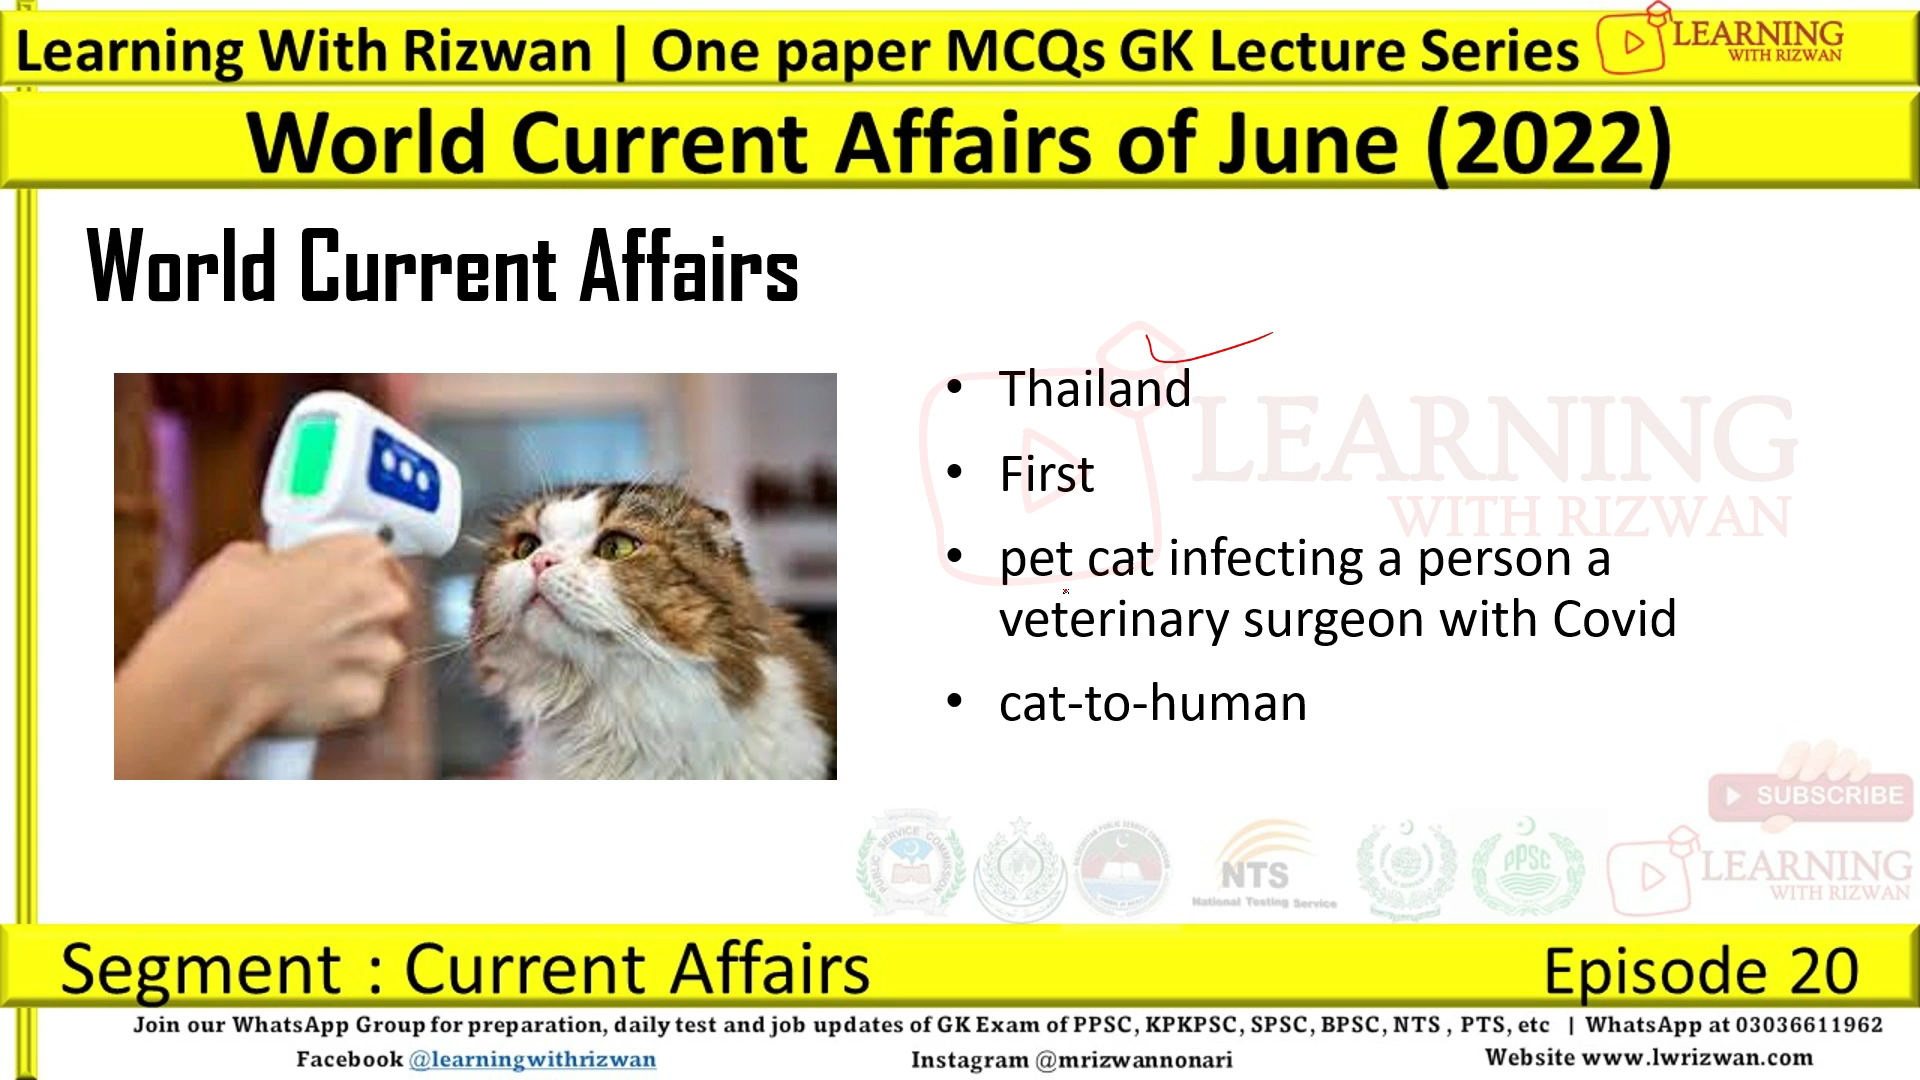 Learning With Rizwan | One paper MCQs GK Lecture Series
LEARNING
WITH RIZWAN
World Current Affairs of June (2022)
World Current Affairs
• Thailand
• First
• pet cat infecting a person a
veterinary surgeon with Covid
• cat-to-human
LEARNING
WITH RIZWAN
SUBSCRIBE
PUBLIC SERVICE COMMISSION
NTS
National Testing Service
PPSC
LEARNING
WITH RIZWAN
Segment : Current Affairs
Episode 20
Join our WhatsApp Group for preparation, daily test and job updates of GK Exam of PPSC, KPKPSC, SPSC, BPSC, NTS , PTS, etc | WhatsApp at 03036611962
Facebook @learningwithrizwan
Instagram @mrizwannonari
Website www.lwrizwan.com